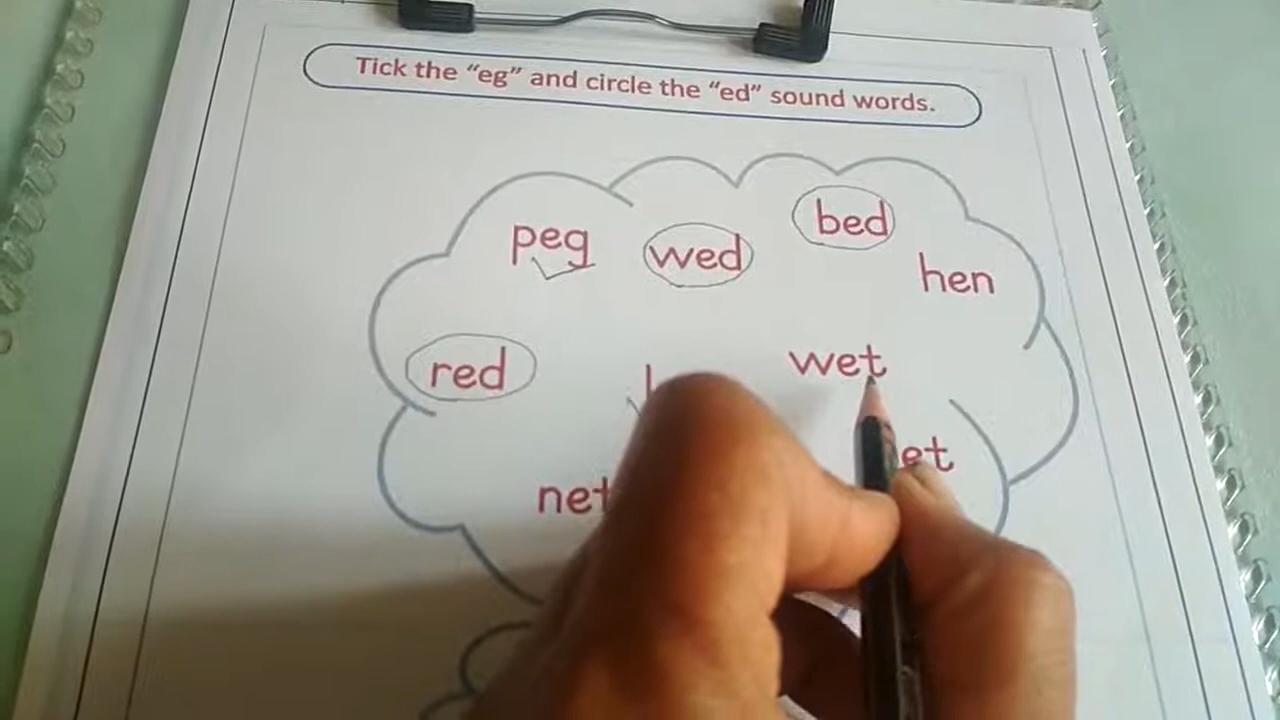 Tick the “eg” and circle the “ed” sound words.
peg wed bed
hen
red wet
net